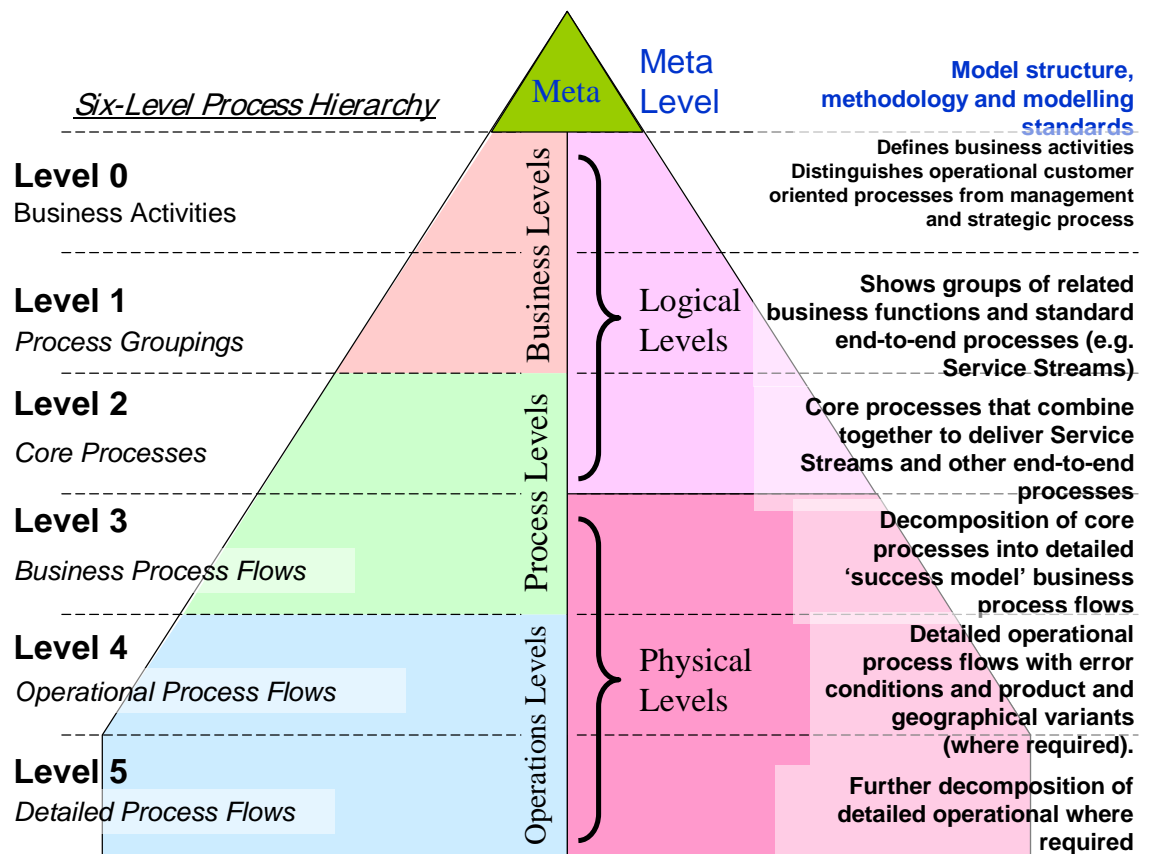 Six-Level Process Hierarchy
Meta
Meta
Level
Model structure,
methodology and modelling
standards
Level 0
Business Activities
Defines business activities
Distinguishes operational customer
oriented processes from management
and strategic process
Business Levels
Level 1
Process Groupings
Logical
Levels
Shows groups of related
business functions and standard
end-to-end processes (e.g.
Service Streams)
Level 2
Core Processes
Core processes that combine
together to deliver Service
Streams and other end-to-end
processes
Process Levels
Level 3
Business Process Flows
Decomposition of core
processes into detailed
‘success model’ business
process flows
Level 4
Operational Process Flows
Physical
Levels
Detailed operational
process flows with error
conditions and product and
geographical variants
(where required).
Operations Levels
Level 5
Detailed Process Flows
Further decomposition of
detailed operational where
required